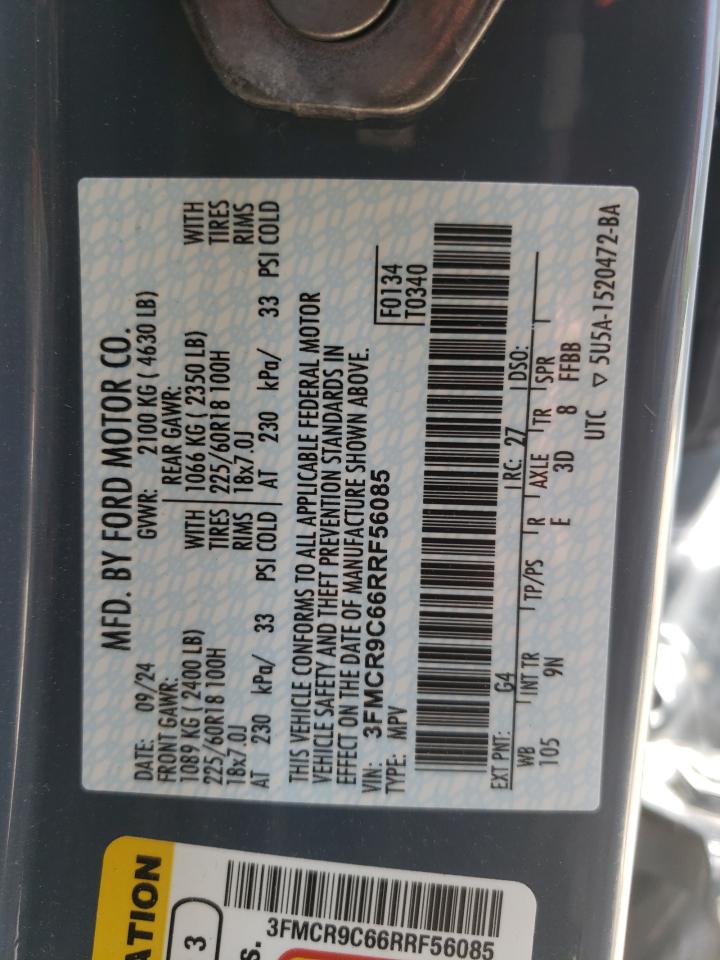 MFD. BY FORD MOTOR CO.
DATE: 09/24 GVWR: 2100 KG ( 4630 LB)
FRONT GAWR: REAR GAWR:
1089 KG ( 2400 LB) WITH 1066 KG ( 2350 LB) WITH
225/60R18 100H TIRES 225/60R18 100H TIRES
18x7.0J RIMS 18x7.0J RIMS
AT 230 kPa/ 33 PSI COLD AT 230 kPa/ 33 PSI COLD
THIS VEHICLE CONFORMS TO ALL APPLICABLE FEDERAL MOTOR
VEHICLE SAFETY AND THEFT PREVENTION STANDARDS IN
EFFECT ON THE DATE OF MANUFACTURE SHOWN ABOVE.
VIN: 3FMCR9C66RRF56085 F0134
TYPE: MPV T0340
EXT PNT: G4 RC: 27 DSO:
WB INT TR TP/PS R AXLE TR SPR
105 9N E 3D 8 FFBB
UTC ▽ 5U5A-1520472-BA
ATION
3
s.
3FMCR9C66RRF56085